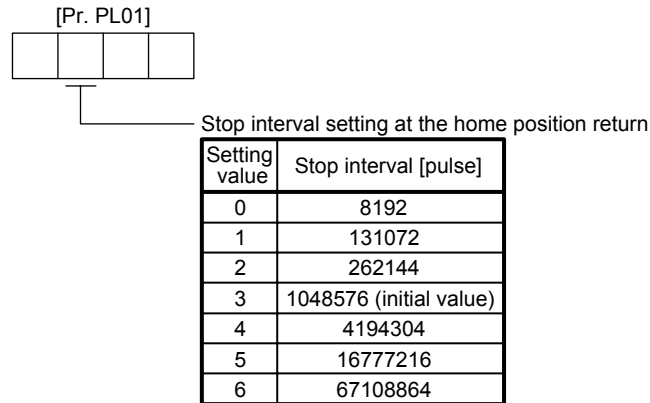 [Pr. PL01]
Stop interval setting at the home position return
Setting value Stop interval [pulse]
0 8192
1 131072
2 262144
3 1048576 (initial value)
4 4194304
5 16777216
6 67108864